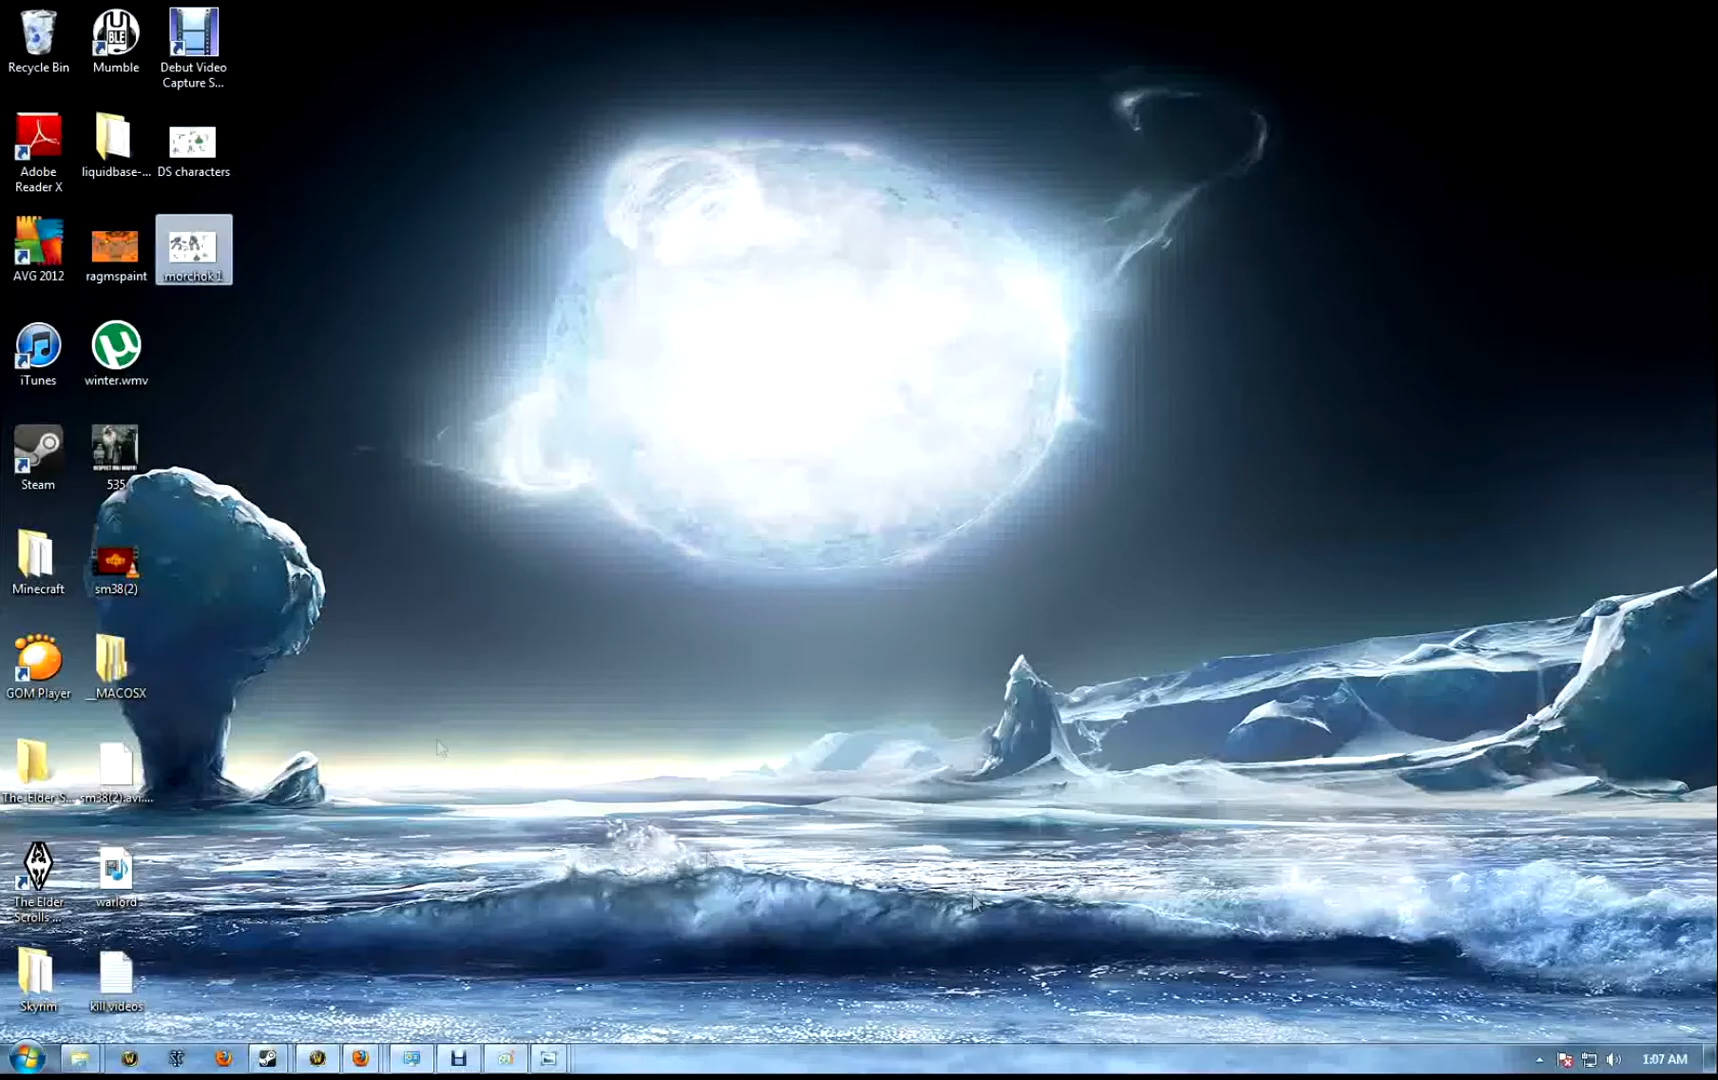 Recycle Bin
Mumble
BLE
Debut Video
Capture S...
Adobe
Reader X
liquidbase-...
DS characters
AVG 2012
ragmspaint
morchok1
iTunes
winter.wmv
Steam
535
Minecraft
sm38(2)
GOM Player
__MACOSX
The Elder S...
sm38(2).avi....
The Elder
Scrolls ...
warlord
Skyrim
kill videos
1:07 AM